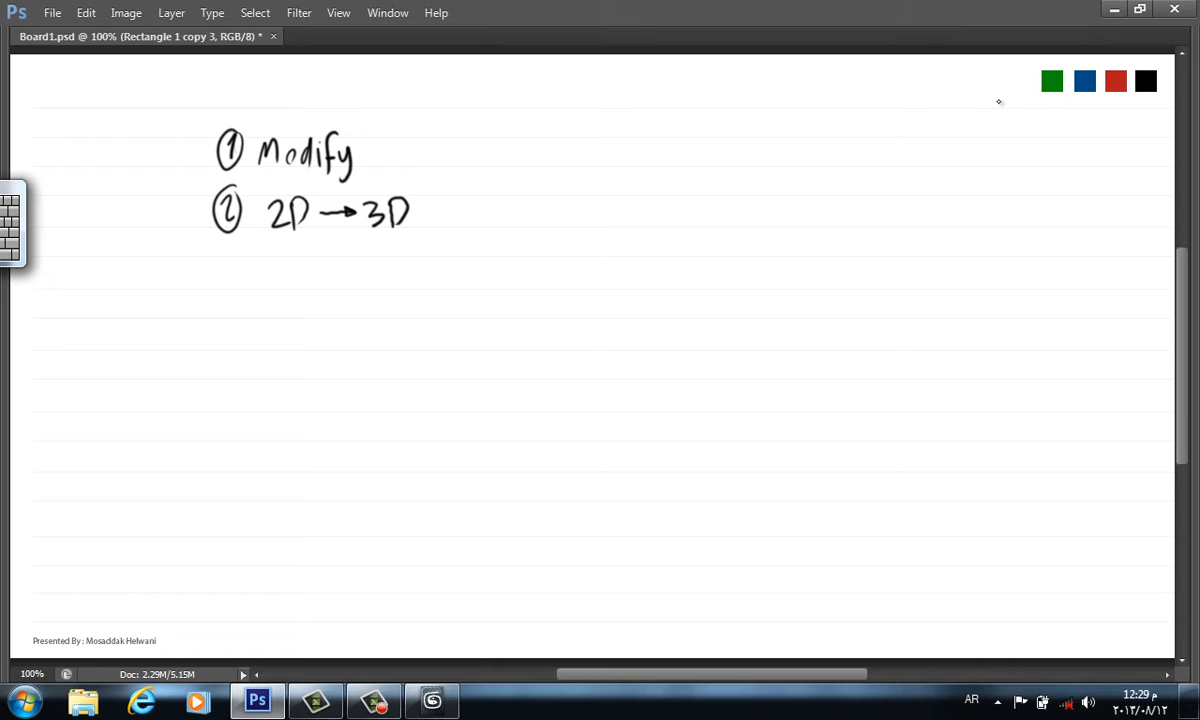 Ps File Edit Image Layer Type Select Filter View Window Help
Board1.psd @ 100% (Rectangle 1 copy 3, RGB/8) * ×
① Modify
② 2D → 3D
Presented By : Mosaddak Helwani
100% Doc: 2.29M/5.15M
Ps AR م 12:29
٢٠١٣/٠٨/١٢